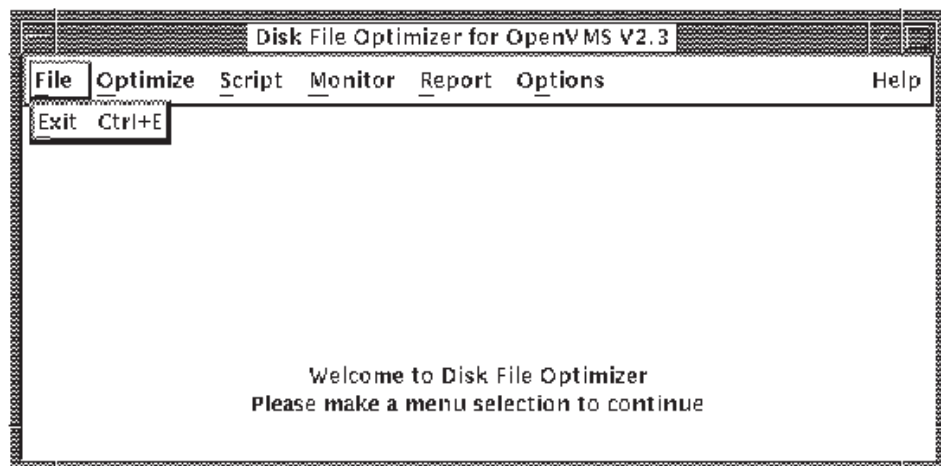 Disk File Optimizer for OpenVMS V2.3
File Optimize Script Monitor Report Options Help
Exit Ctrl+E
Welcome to Disk File Optimizer
Please make a menu selection to continue